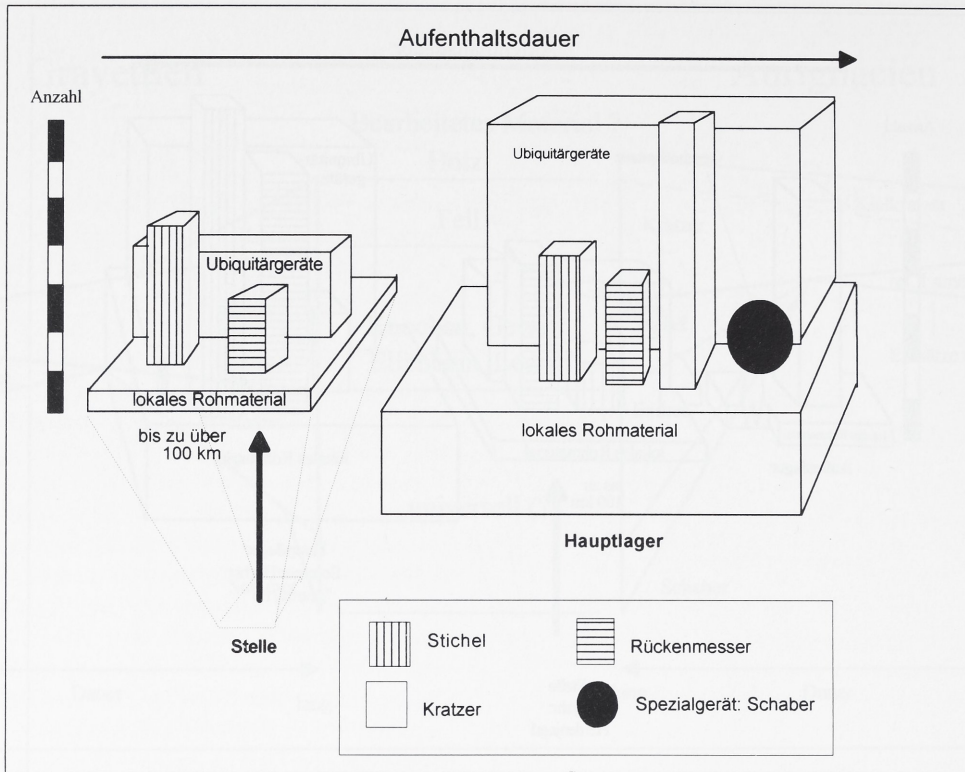 Aufenthaltsdauer
Anzahl
Ubiquitärgeräte
lokales Rohmaterial
bis zu über
100 km
Stelle
Ubiquitärgeräte
lokales Rohmaterial
Hauptlager
Stichel
Rückenmesser
Kratzer
Spezialgerät: Schaber